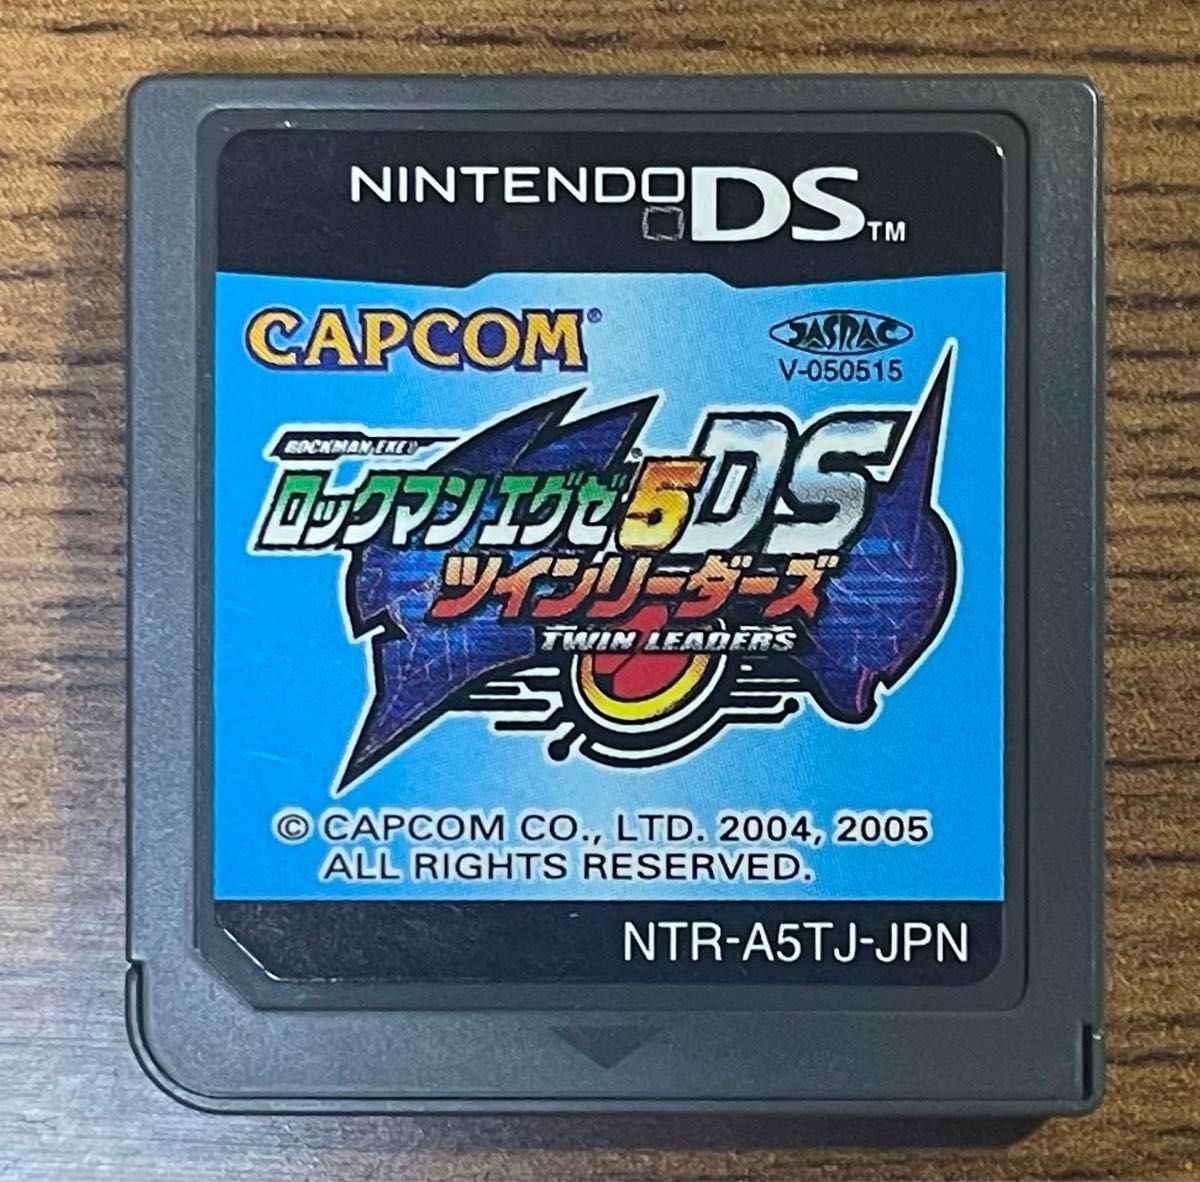 NINTENDO DS™
CAPCOM®
JASRAC
V-050515
ROCKMAN EXE 5
ロックマンエグゼ5DS
ツインリーダーズ
TWIN LEADERS
© CAPCOM CO., LTD. 2004, 2005
ALL RIGHTS RESERVED.
NTR-A5TJ-JPN